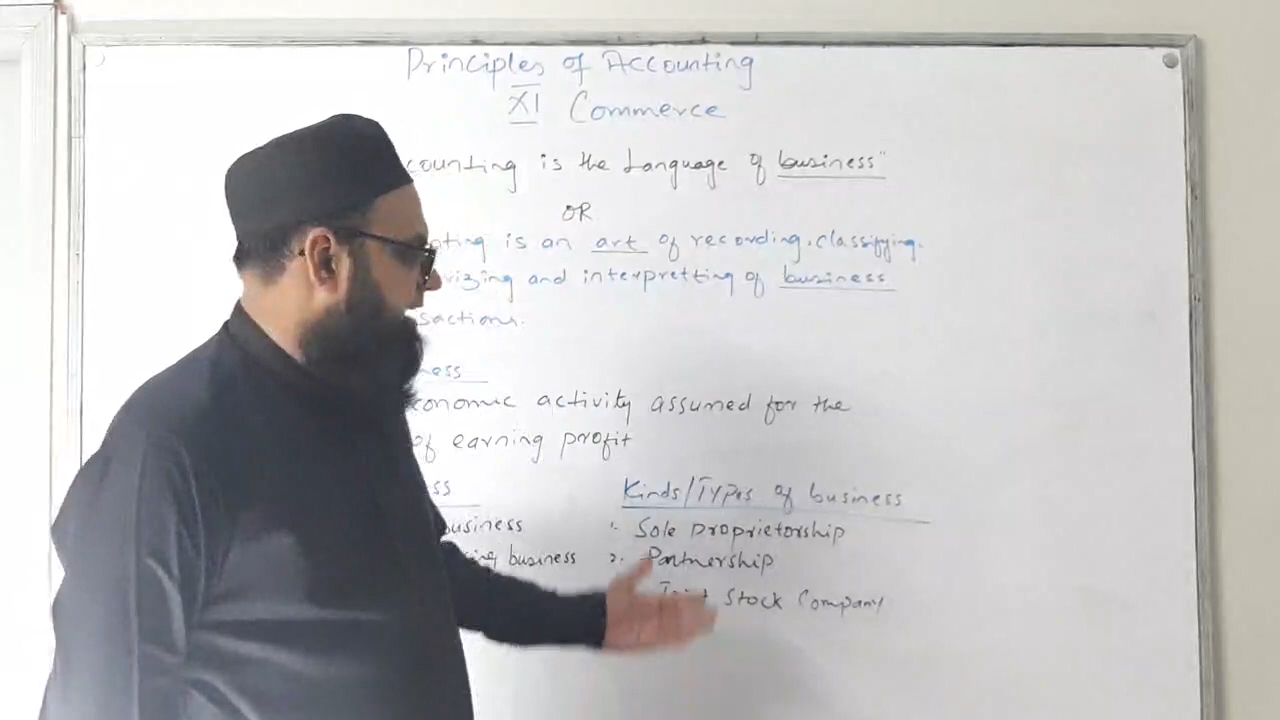 Principles of Accounting
XI Commerce
counting is the Language of business"
OR
nting is an art of recording, classifying,
rizing and interpretting of business
sactions.
ness
conomic activity assumed for the
of earning profit
ss
business
ing business
Kinds/Types of business
1. Sole proprietorship
2. Partnership
Joint Stock Company